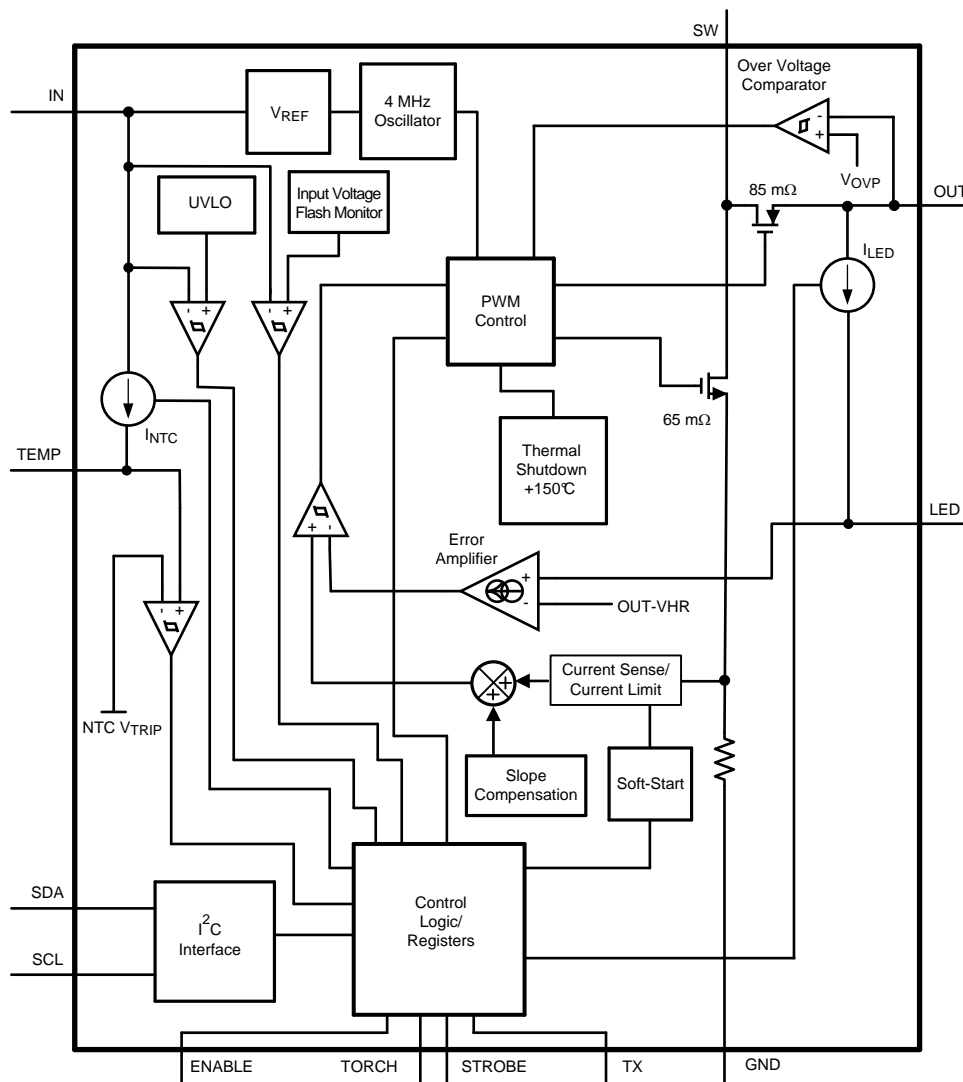 SW
Over Voltage
Comparator
IN
VREF
4 MHz
Oscillator
-
+
VOVP
85 mΩ
OUT
UVLO
Input Voltage
Flash Monitor
ILED
- +
- +
PWM
Control
65 mΩ
INTC
TEMP
Thermal
Shutdown
+150°C
+ -
LED
Error
Amplifier
+
-
OUT-VHR
- +
Current Sense/
Current Limit
+
+
NTC VTRIP
Slope
Compensation
Soft-Start
SDA
I2C
Interface
SCL
Control
Logic/
Registers
ENABLE
TORCH
STROBE
TX
GND